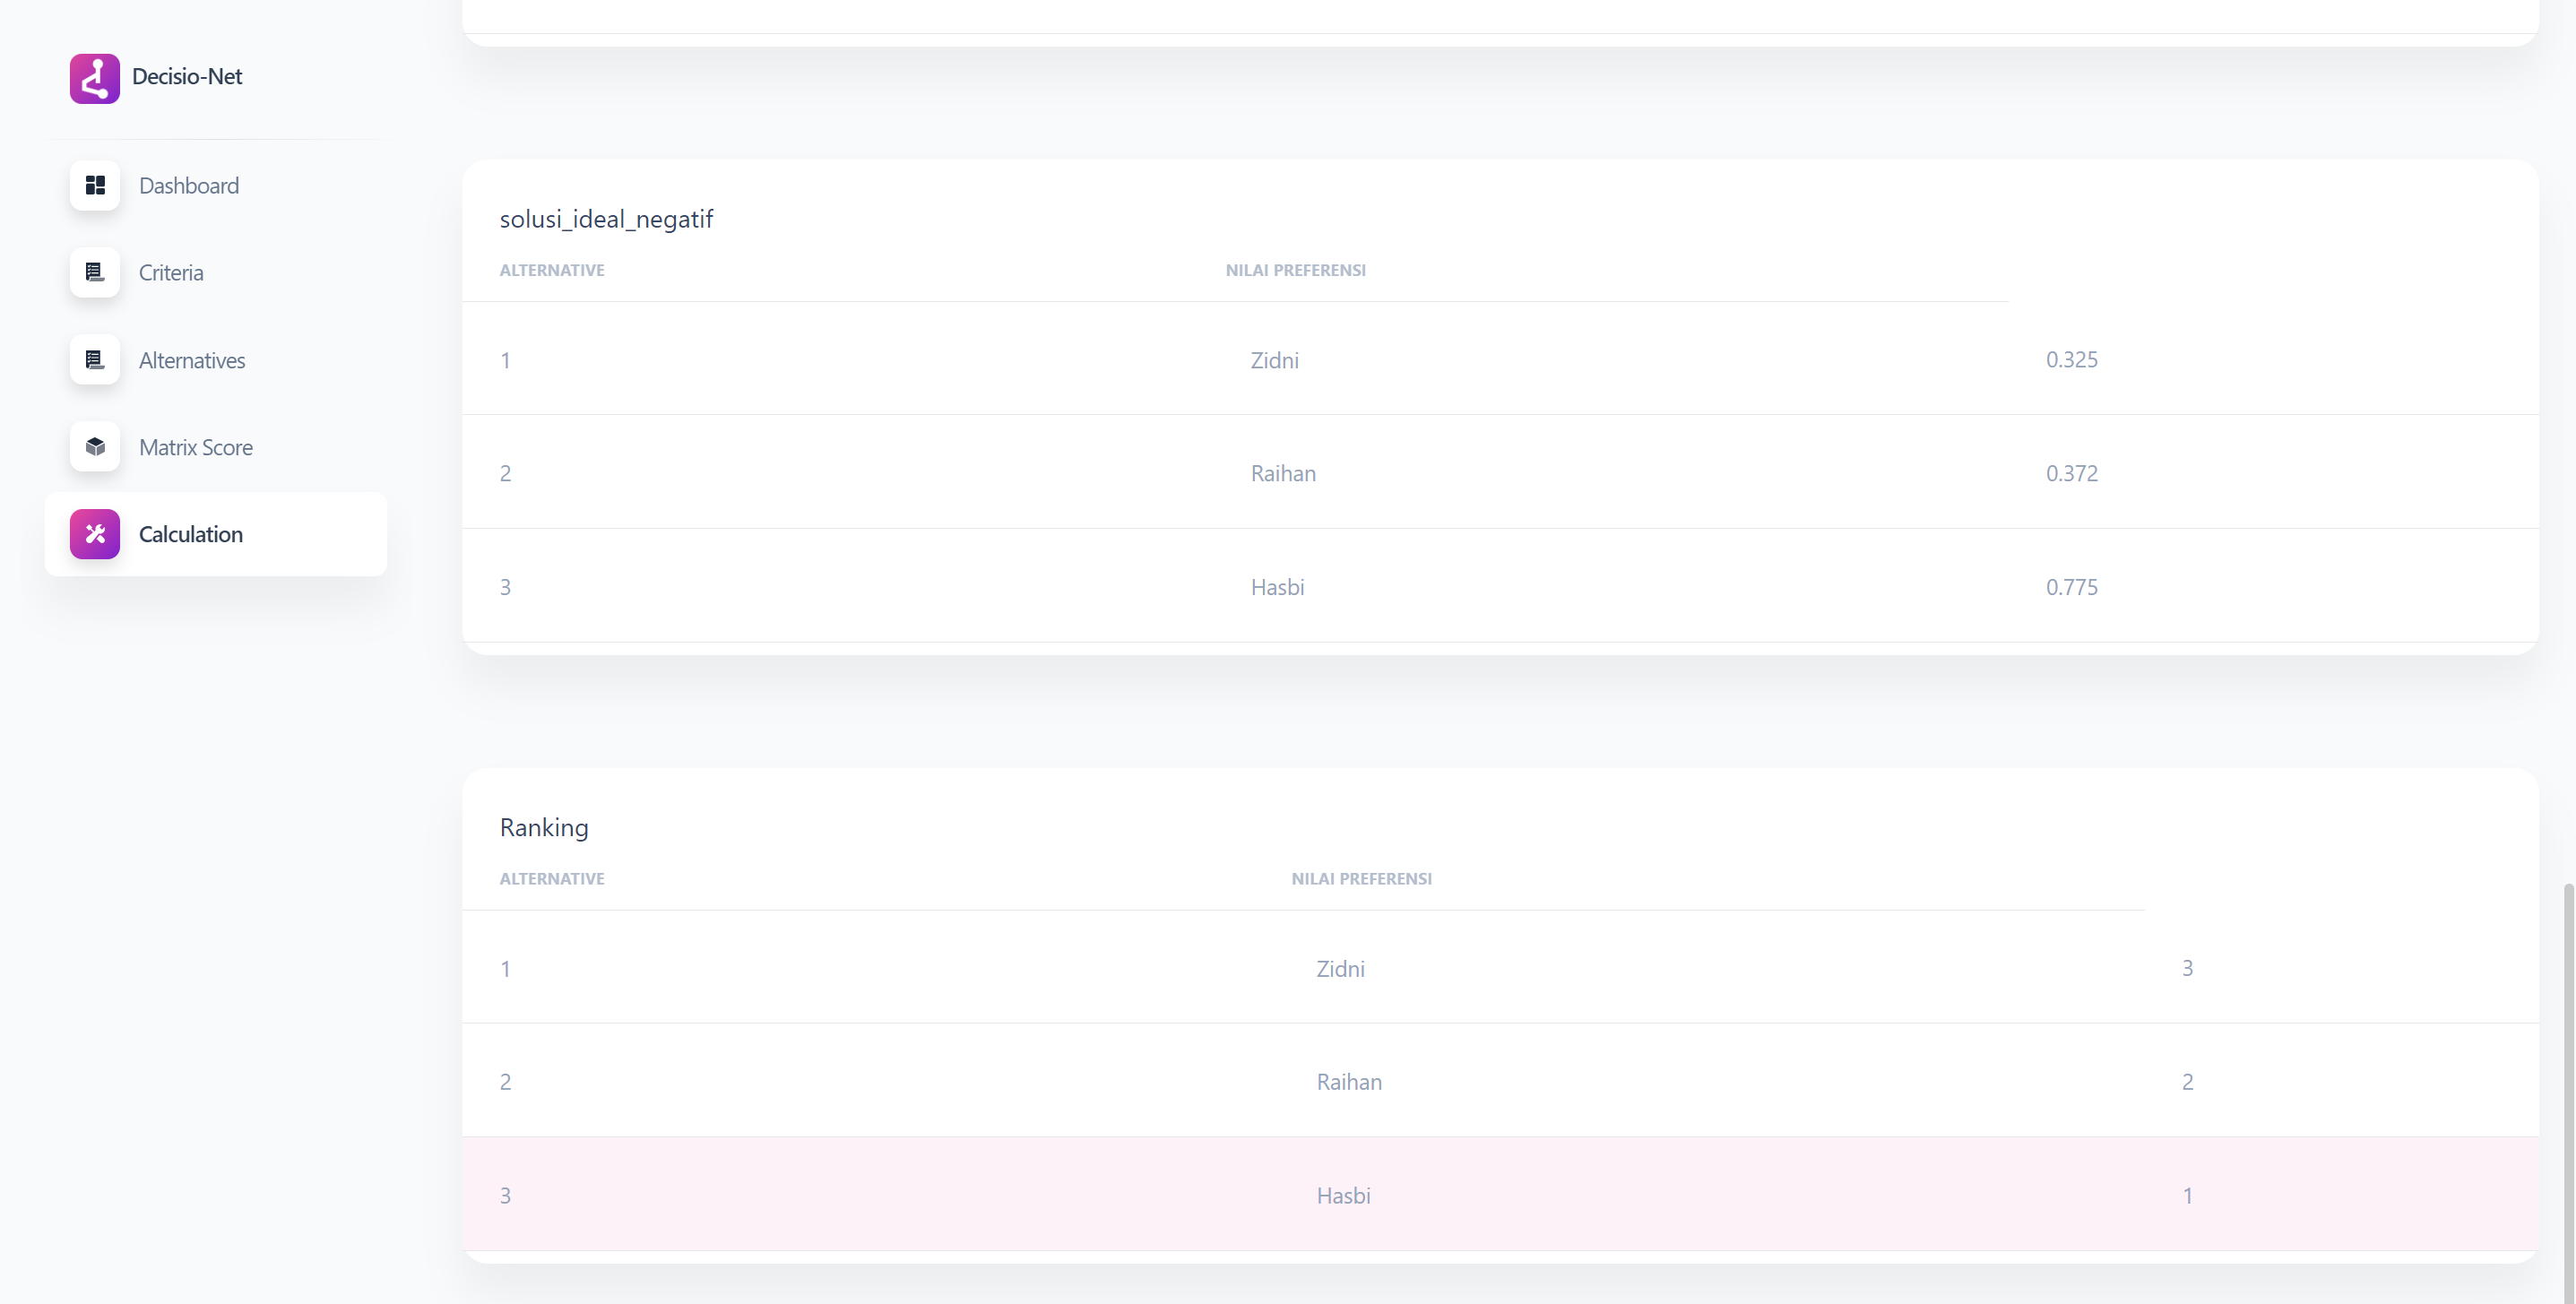 Decisio-Net
Dashboard
Criteria
Alternatives
Matrix Score
Calculation
solusi_ideal_negatif
ALTERNATIVE NILAI PREFERENSI
1 Zidni 0.325
2 Raihan 0.372
3 Hasbi 0.775
Ranking
ALTERNATIVE NILAI PREFERENSI
1 Zidni 3
2 Raihan 2
3 Hasbi 1